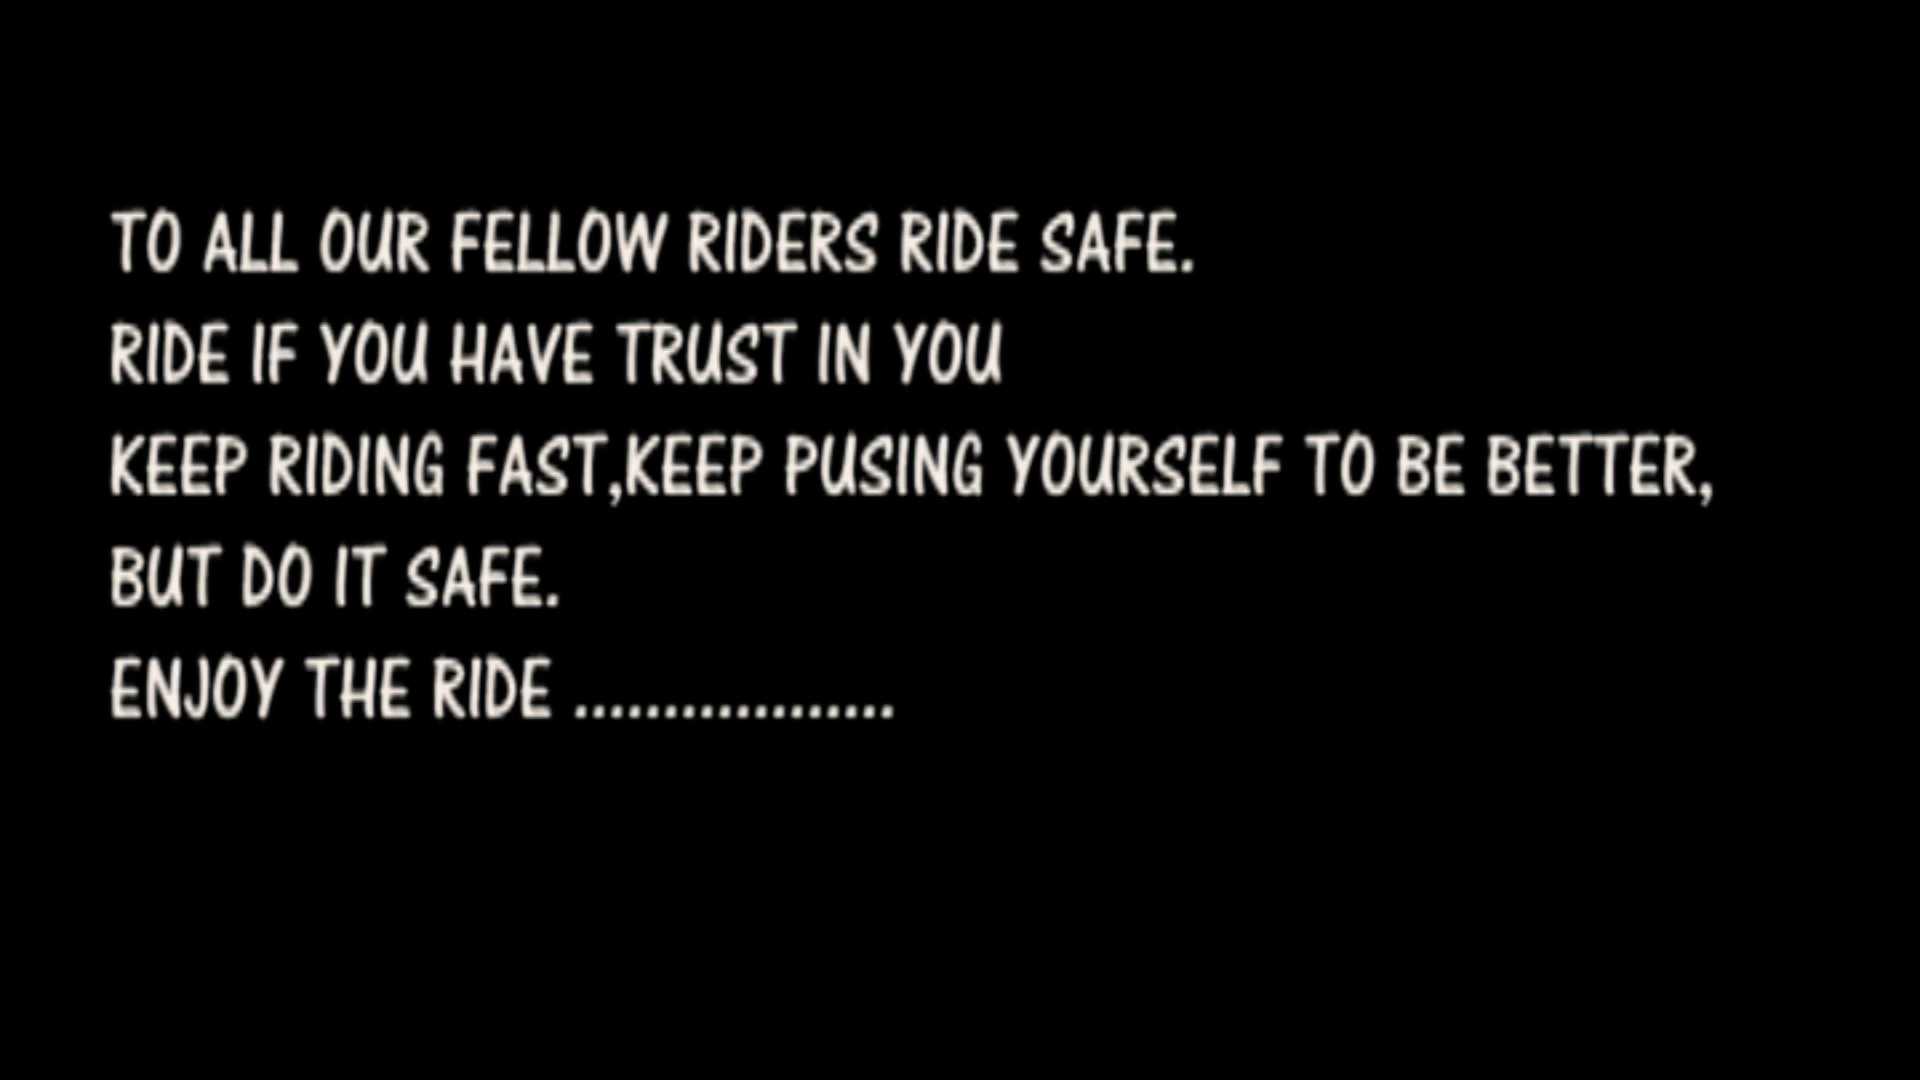 TO ALL OUR FELLOW RIDERS RIDE SAFE.
RIDE IF YOU HAVE TRUST IN YOU
KEEP RIDING FAST,KEEP PUSING YOURSELF TO BE BETTER,
BUT DO IT SAFE.
ENJOY THE RIDE ..................